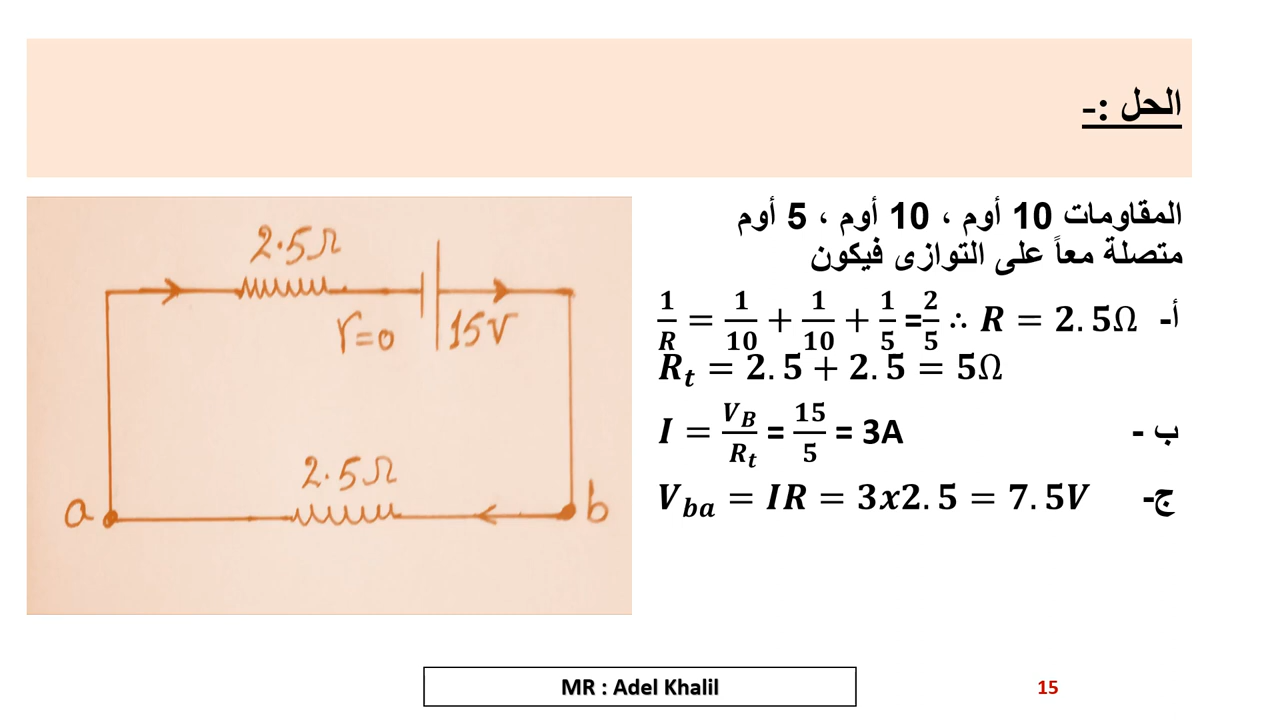 الحل :-
المقاومات 10 أوم ، 10 أوم ، 5 أوم
متصلة معاً على التوازى فيكون
أ- 1/R = 1/10 + 1/10 + 1/5 = 2/5 ∴ R = 2.5Ω
R_t = 2.5 + 2.5 = 5Ω
ب - I = V_B/R_t = 15/5 = 3A
ج- V_ba = IR = 3x2.5 = 7.5V
2.5Ω
r=0
15V
2.5Ω
a
b
MR : Adel Khalil
15